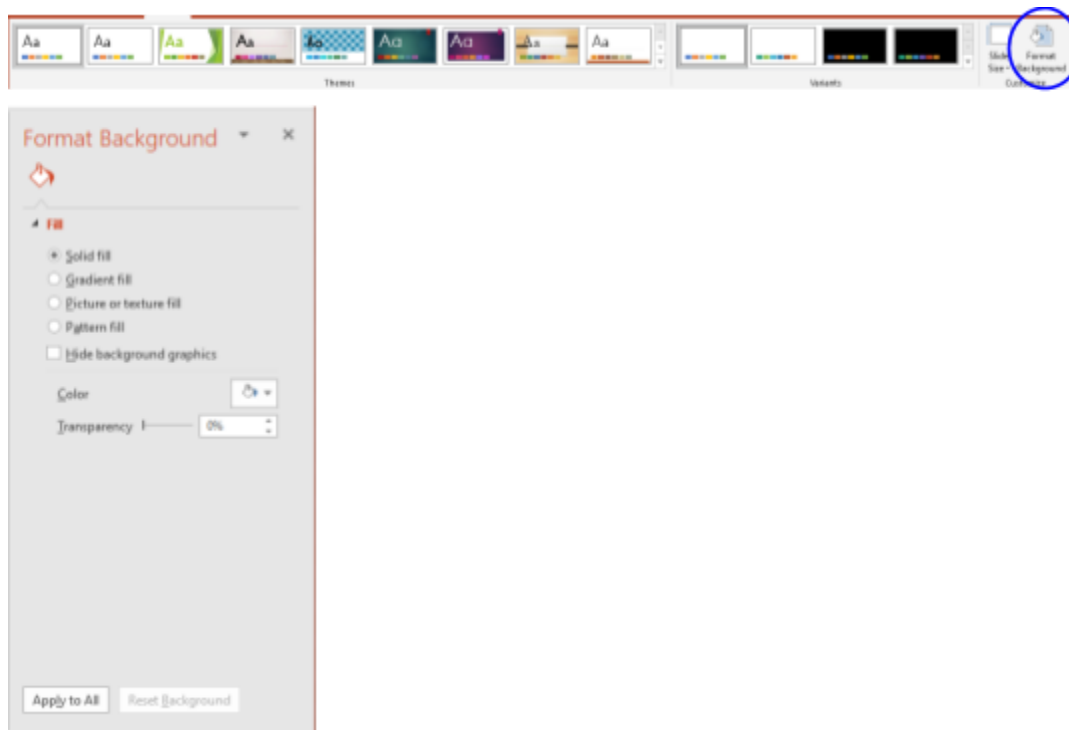 Aa Aa Aa Aa Aa Aa Aa Aa Aa
Slide Format
Size Background
Themes Variants Customize
Format Background
Fill
Solid fill
Gradient fill
Picture or texture fill
Pattern fill
Hide background graphics
Color
Transparency 0%
Apply to All Reset Background